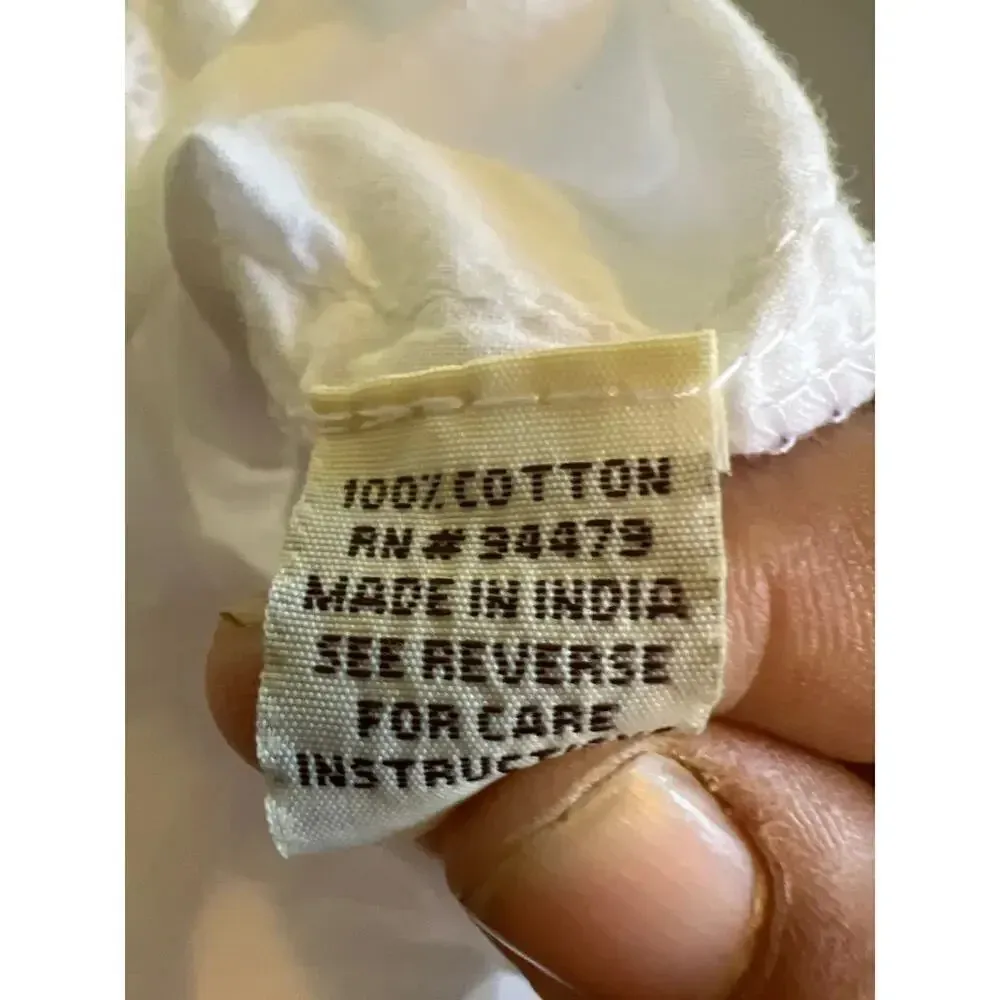 100% COTTON
RN # 94479
MADE IN INDIA
SEE REVERSE
FOR CARE